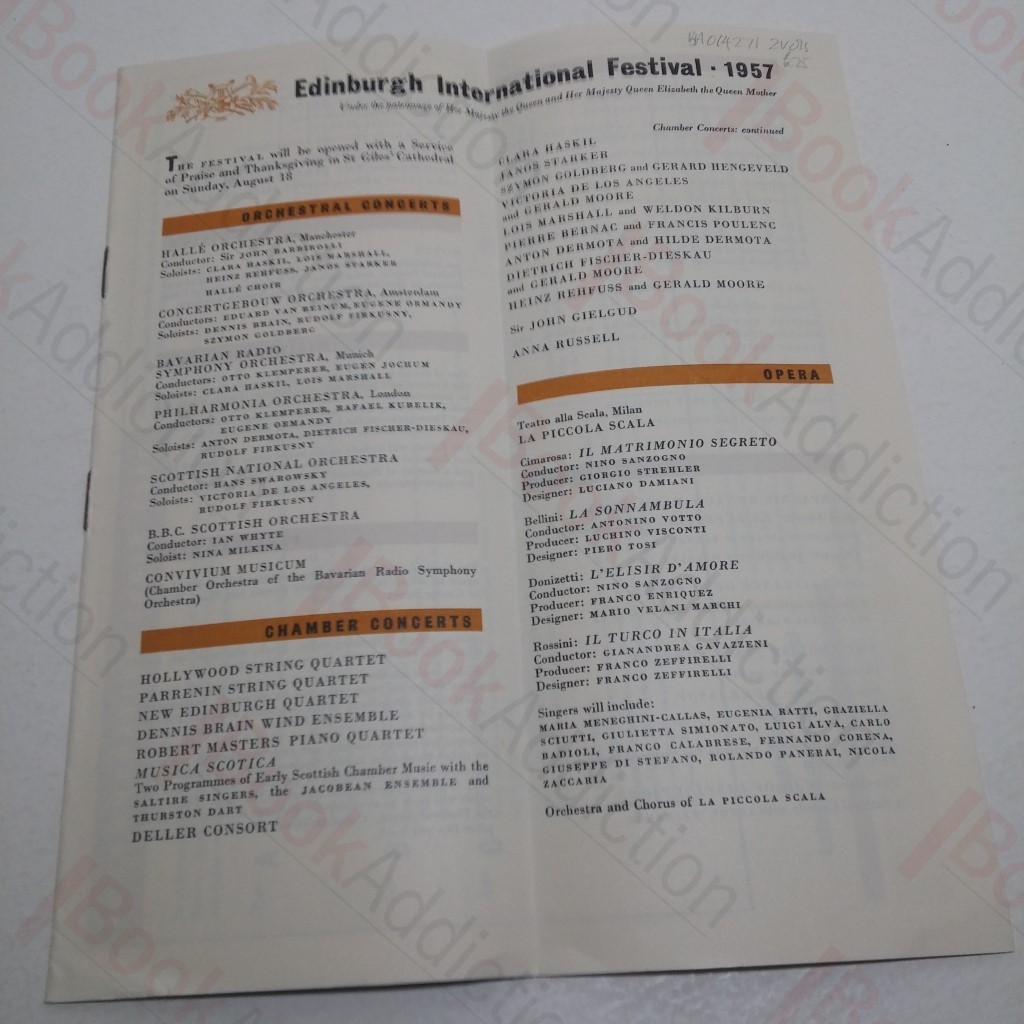 Edinburgh International Festival · 1957
Under the patronage of Her Majesty the Queen and Her Majesty Queen Elizabeth the Queen Mother
THE FESTIVAL will be opened with a Service
of Praise and Thanksgiving in St Giles' Cathedral
on Sunday, August 18
ORCHESTRAL CONCERTS
HALLÉ ORCHESTRA, Manchester
Conductor: Sir JOHN BARBIROLLI
Soloists: CLARA HASKIL, LOIS MARSHALL,
HEINZ REHFUSS, JANOS STARKER
HALLÉ CHOIR
CONCERTGEBOUW ORCHESTRA, Amsterdam
Conductors: EDUARD VAN BEINUM, EUGENE ORMANDY
Soloists: DENNIS BRAIN, RUDOLF FIRKUSNY,
SZYMON GOLDBERG
BAVARIAN RADIO
SYMPHONY ORCHESTRA, Munich
Conductors: OTTO KLEMPERER, EUGEN JOCHUM
Soloists: CLARA HASKIL, LOIS MARSHALL
PHILHARMONIA ORCHESTRA, London
Conductors: OTTO KLEMPERER, RAFAEL KUBELIK,
EUGENE ORMANDY
Soloists: ANTON DERMOTA, DIETRICH FISCHER-DIESKAU,
RUDOLF FIRKUSNY
SCOTTISH NATIONAL ORCHESTRA
Conductor: HANS SWAROWSKY
Soloists: VICTORIA DE LOS ANGELES,
RUDOLF FIRKUSNY
B.B.C. SCOTTISH ORCHESTRA
Conductor: IAN WHYTE
Soloist: NINA MILKINA
CONVIVIUM MUSICUM
(Chamber Orchestra of the Bavarian Radio Symphony
Orchestra)
CHAMBER CONCERTS
HOLLYWOOD STRING QUARTET
PARRENIN STRING QUARTET
NEW EDINBURGH QUARTET
DENNIS BRAIN WIND ENSEMBLE
ROBERT MASTERS PIANO QUARTET
MUSICA SCOTICA
Two Programmes of Early Scottish Chamber Music with the
SALTIRE SINGERS, the JACOBEAN ENSEMBLE and
THURSTON DART
DELLER CONSORT
Chamber Concerts: continued
CLARA HASKIL
JANOS STARKER
SZYMON GOLDBERG and GERARD HENGEVELD
VICTORIA DE LOS ANGELES
and GERALD MOORE
LOIS MARSHALL and WELDON KILBURN
PIERRE BERNAC and FRANCIS POULENC
ANTON DERMOTA and HILDE DERMOTA
DIETRICH FISCHER-DIESKAU
and GERALD MOORE
HEINZ REHFUSS and GERALD MOORE
Sir JOHN GIELGUD
ANNA RUSSELL
OPERA
Teatro alla Scala, Milan
LA PICCOLA SCALA
Cimarosa: IL MATRIMONIO SEGRETO
Conductor: NINO SANZOGNO
Producer: GIORGIO STREHLER
Designer: LUCIANO DAMIANI
Bellini: LA SONNAMBULA
Conductor: ANTONINO VOTTO
Producer: LUCHINO VISCONTI
Designer: PIERO TOSI
Donizetti: L'ELISIR D'AMORE
Conductor: NINO SANZOGNO
Producer: FRANCO ENRIQUEZ
Designer: MARIO VELANI MARCHI
Rossini: IL TURCO IN ITALIA
Conductor: GIANANDREA GAVAZZENI
Producer: FRANCO ZEFFIRELLI
Designer: FRANCO ZEFFIRELLI
Singers will include:
MARIA MENEGHINI-CALLAS, EUGENIA RATTI, GRAZIELLA
SCIUTTI, GIULIETTA SIMIONATO, LUIGI ALVA, CARLO
BADIOLI, FRANCO CALABRESE, FERNANDO CORENA,
GIUSEPPE DI STEFANO, ROLANDO PANERAI, NICOLA
ZACCARIA
Orchestra and Chorus of LA PICCOLA SCALA
BookAddiction